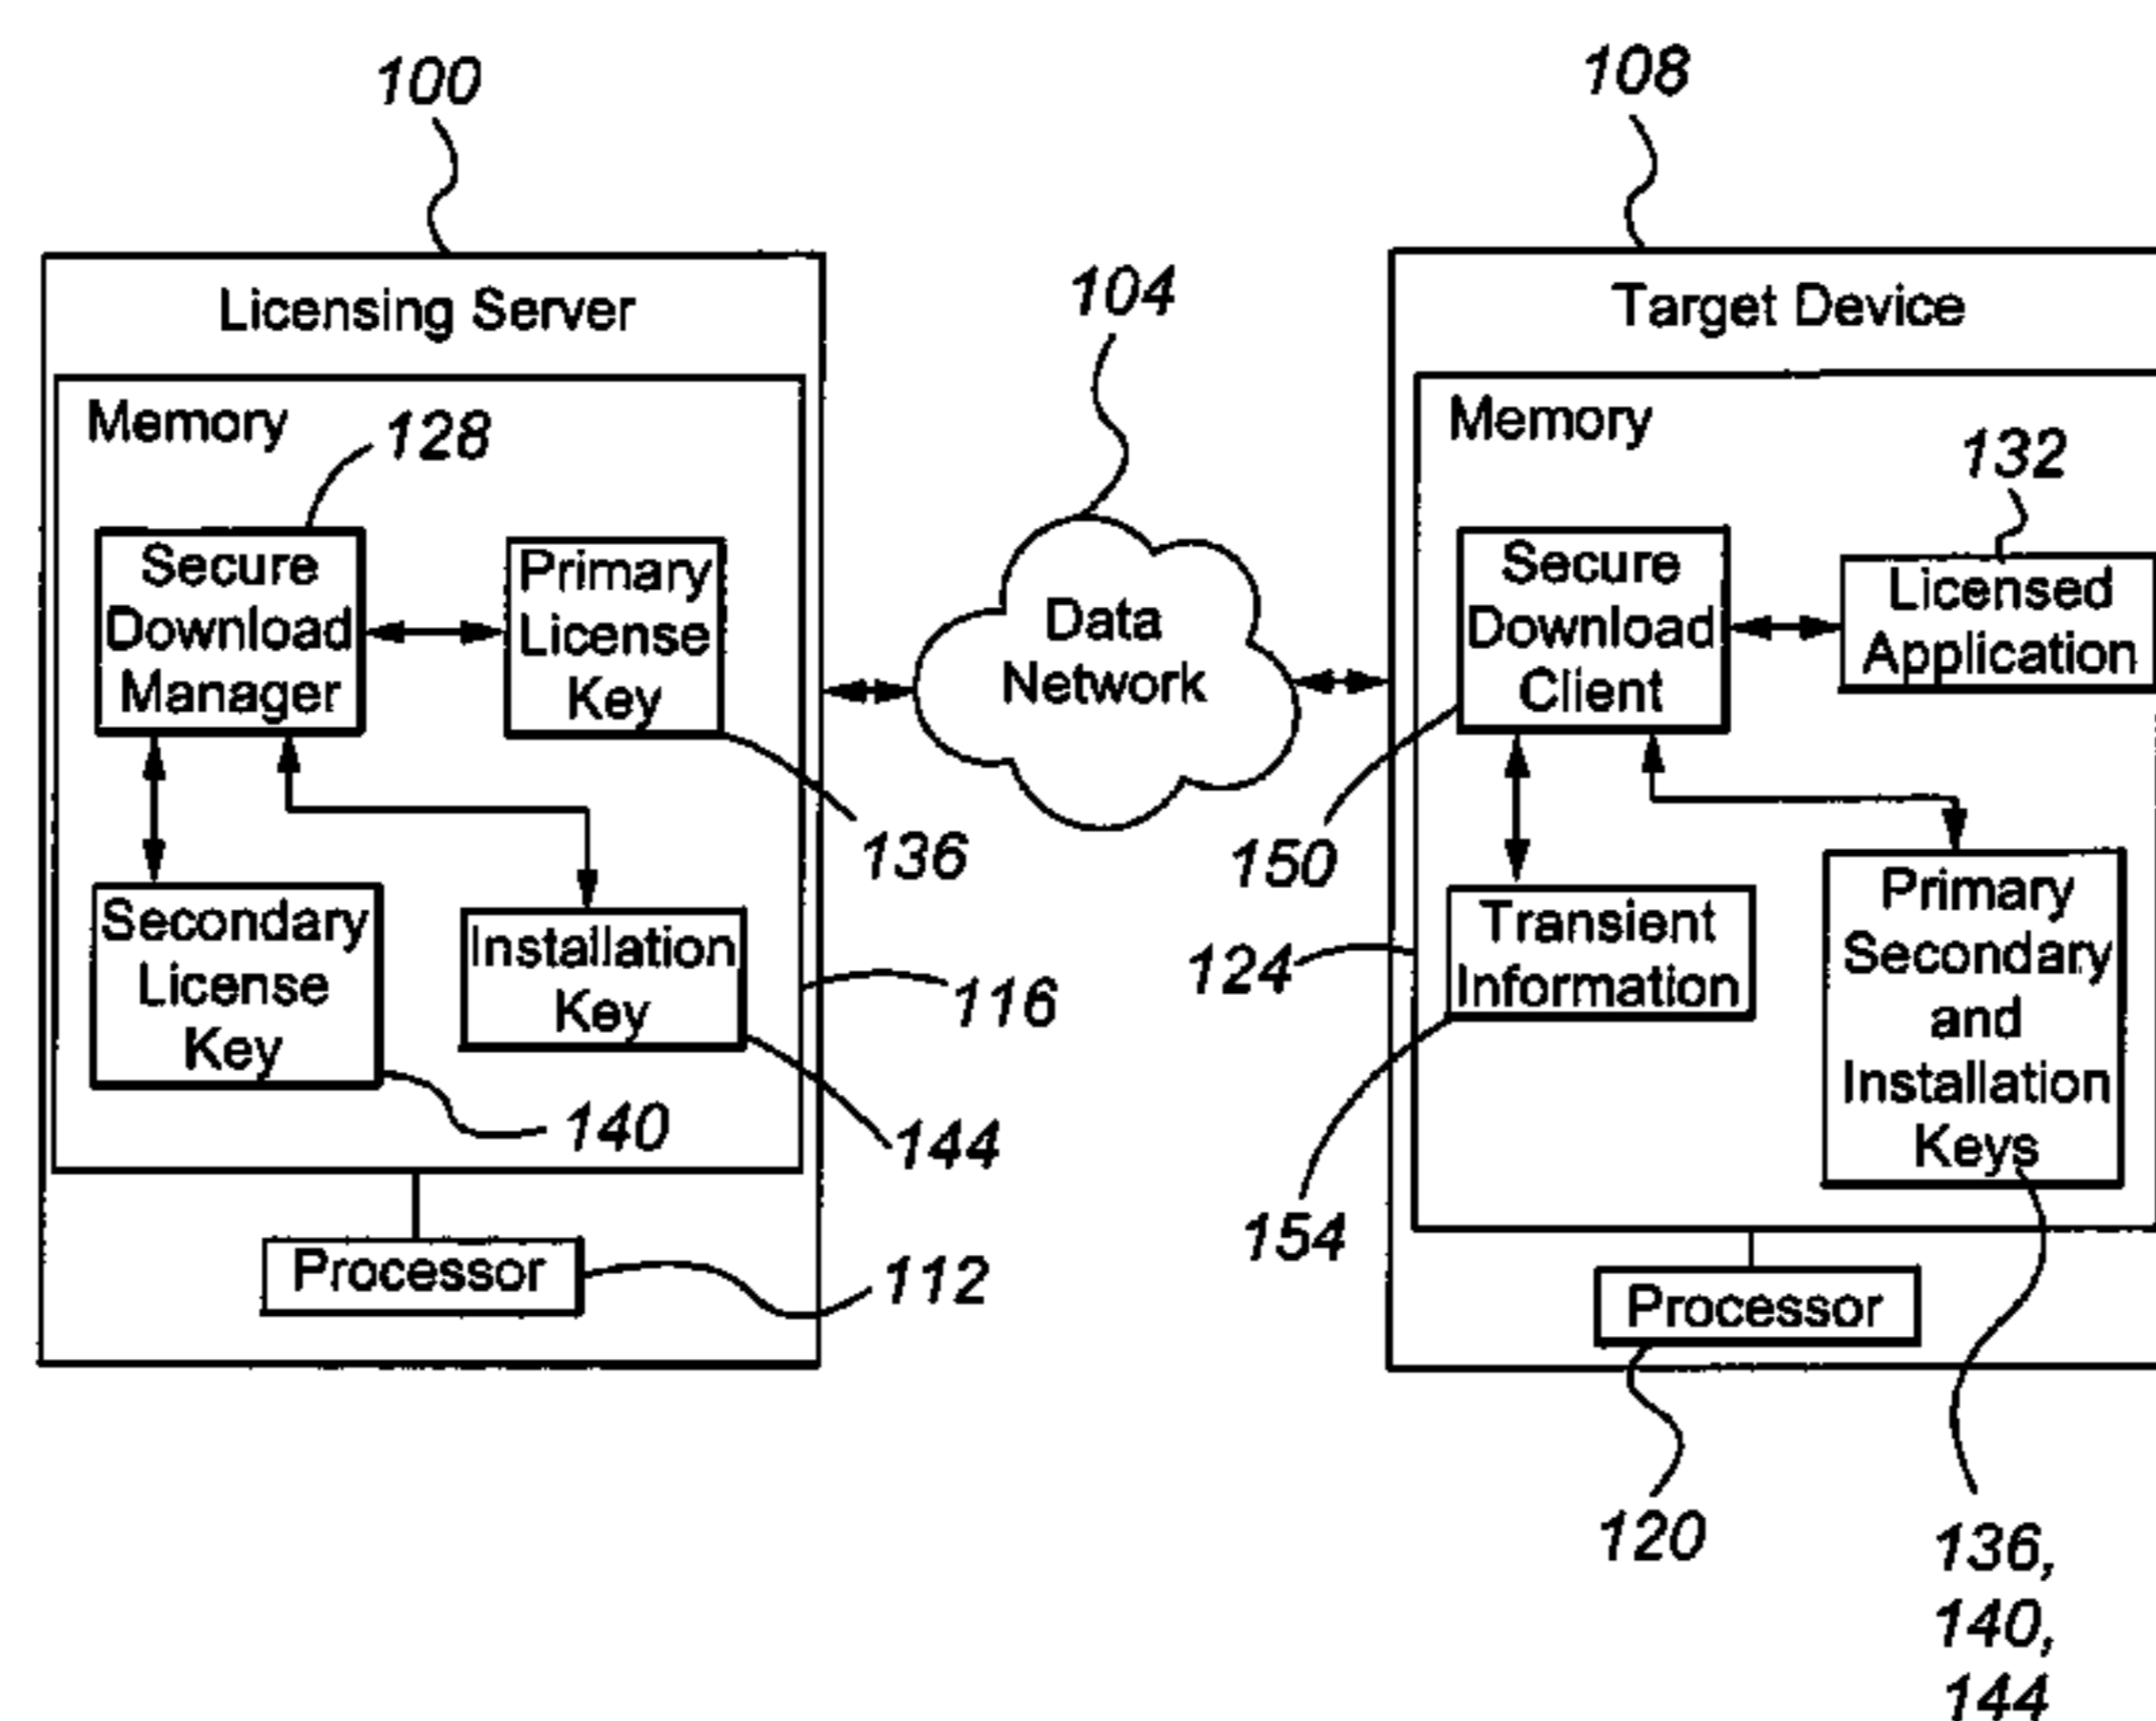 100
108
Licensing Server
104
Target Device
Memory
128
Memory
132
Secure
Download
Manager
Primary
License
Key
Data
Network
Secure
Download
Client
Licensed
Application
136
150
Secondary
License
Key
Installation
Key
116
124
Transient
Information
Primary
Secondary
and
Installation
Keys
140
144
154
Processor
112
Processor
120
136,
140,
144